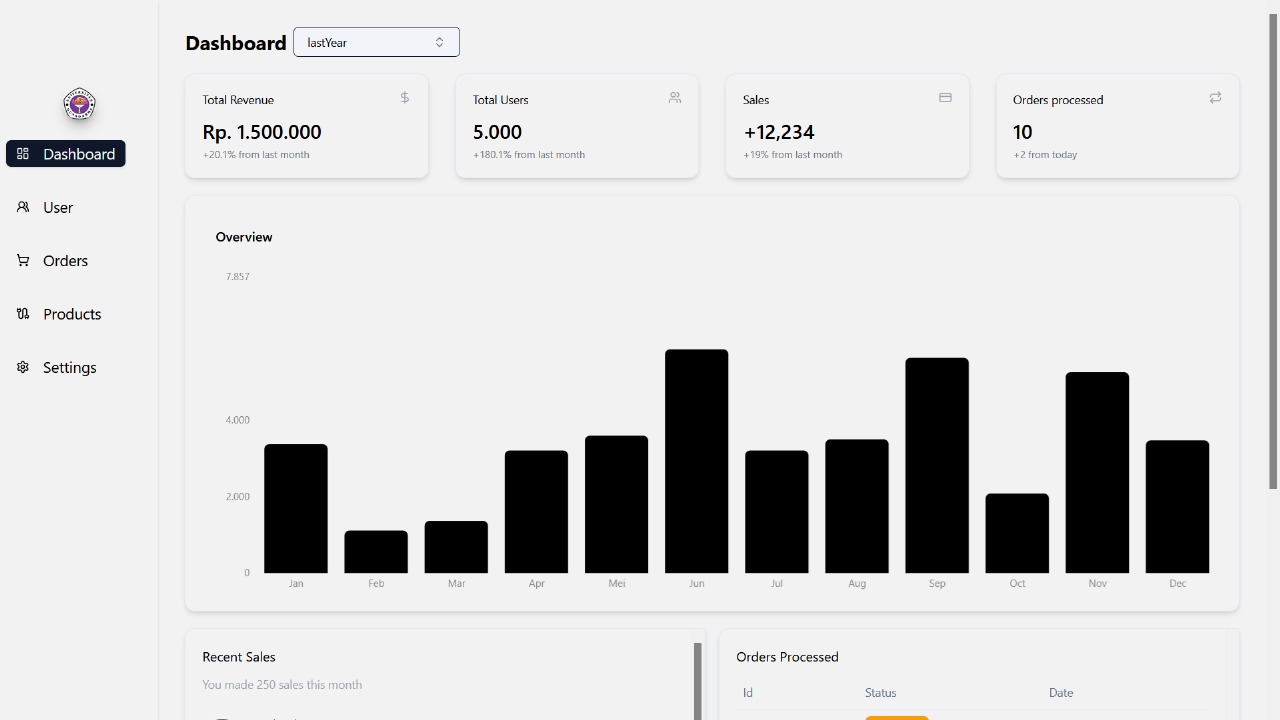 Dashboard
lastYear
Dashboard
User
Orders
Products
Settings
Total Revenue
Rp. 1.500.000
+20.1% from last month
Total Users
5.000
+180.1% from last month
Sales
+12,234
+19% from last month
Orders processed
10
+2 from today
Overview
7.857
4.000
2.000
0
Jan Feb Mar Apr Mei Jun Jul Aug Sep Oct Nov Dec
Recent Sales
You made 250 sales this month
Orders Processed
Id Status Date